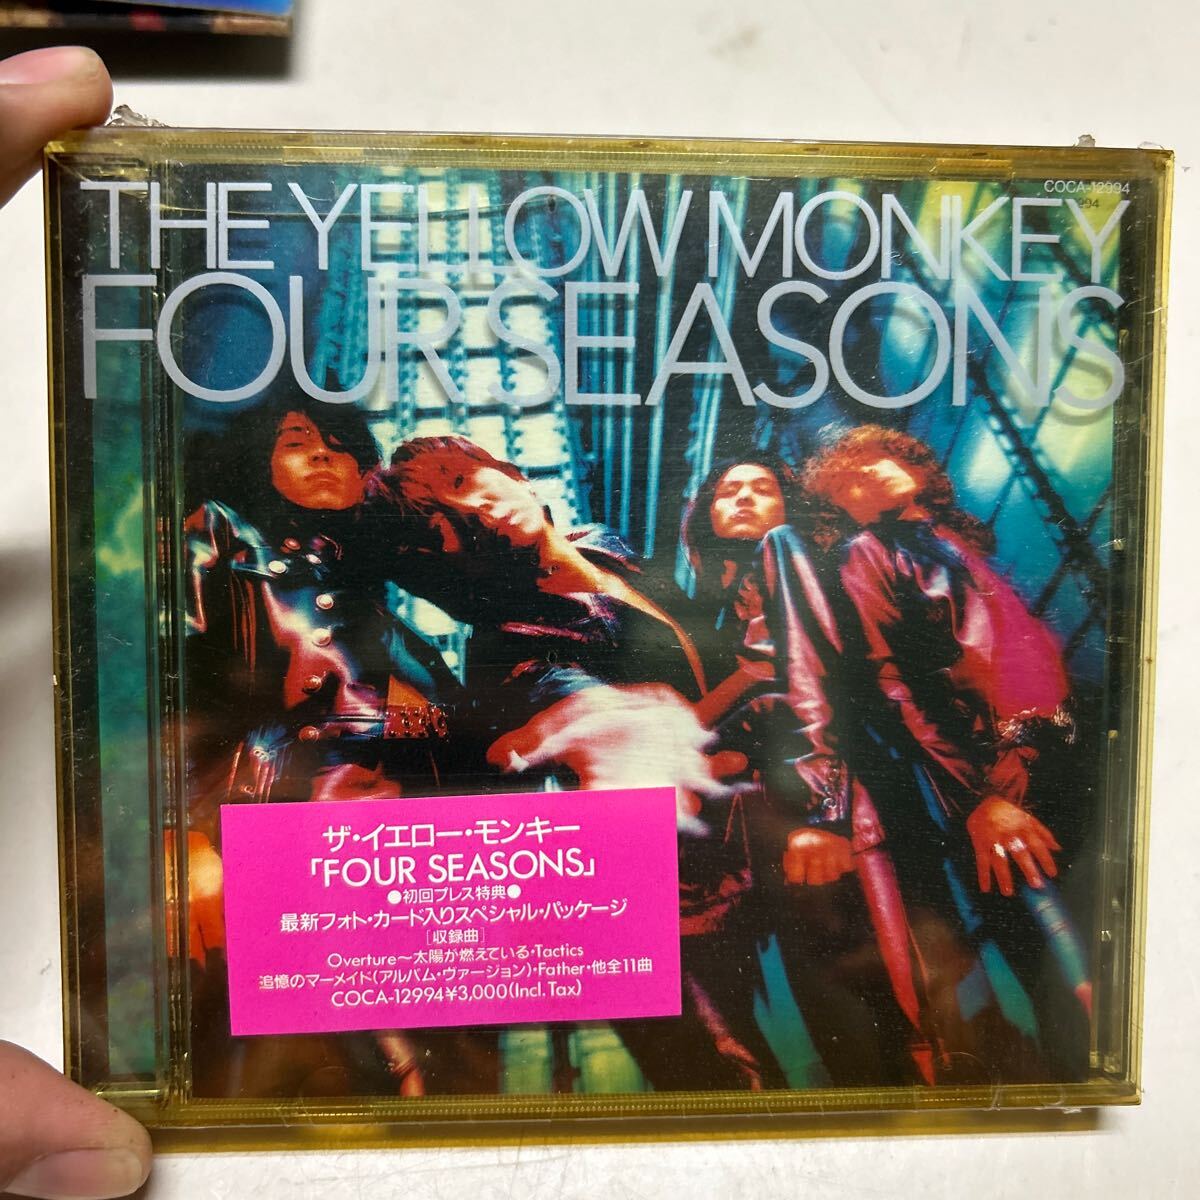 THE YELLOW MONKEY
FOUR SEASONS
COCA-12994
994
ザ・イエロー・モンキー
「FOUR SEASONS」
●初回プレス特典●
最新フォト・カード入りスペシャル・パッケージ
[収録曲]
Overture〜太陽が燃えている・Tactics
追憶のマーメイド(アルバム・ヴァージョン)・Father・他全11曲
COCA-12994¥3,000(Incl. Tax)